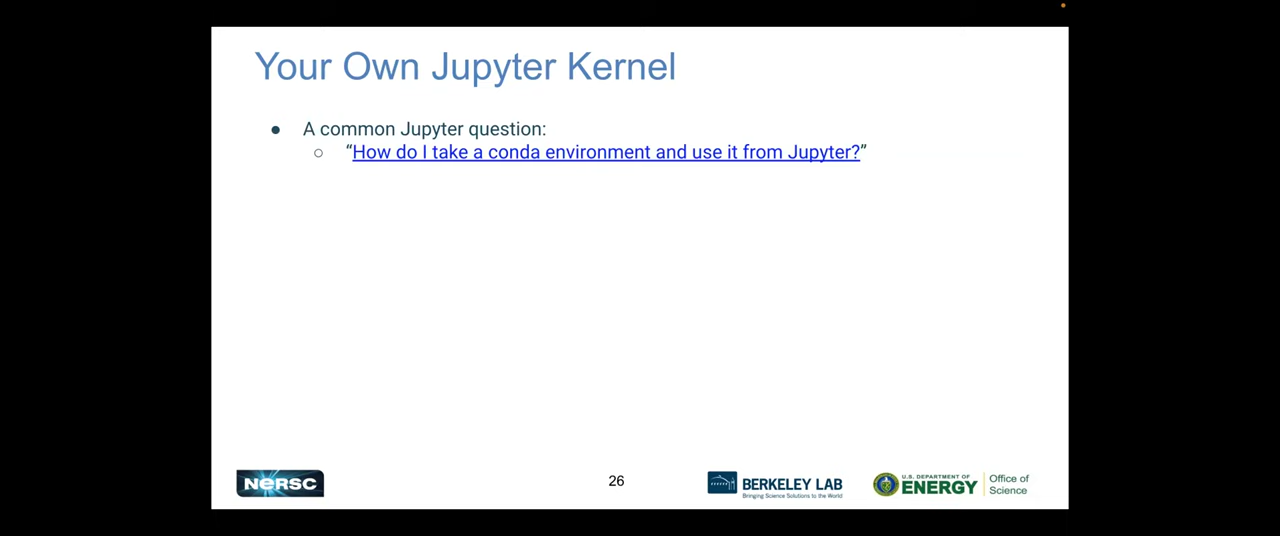 Your Own Jupyter Kernel
● A common Jupyter question:
○ “How do I take a conda environment and use it from Jupyter?”
NERSC
26
BERKELEY LAB
Bringing Science Solutions to the World
U.S. DEPARTMENT OF
ENERGY
Office of
Science